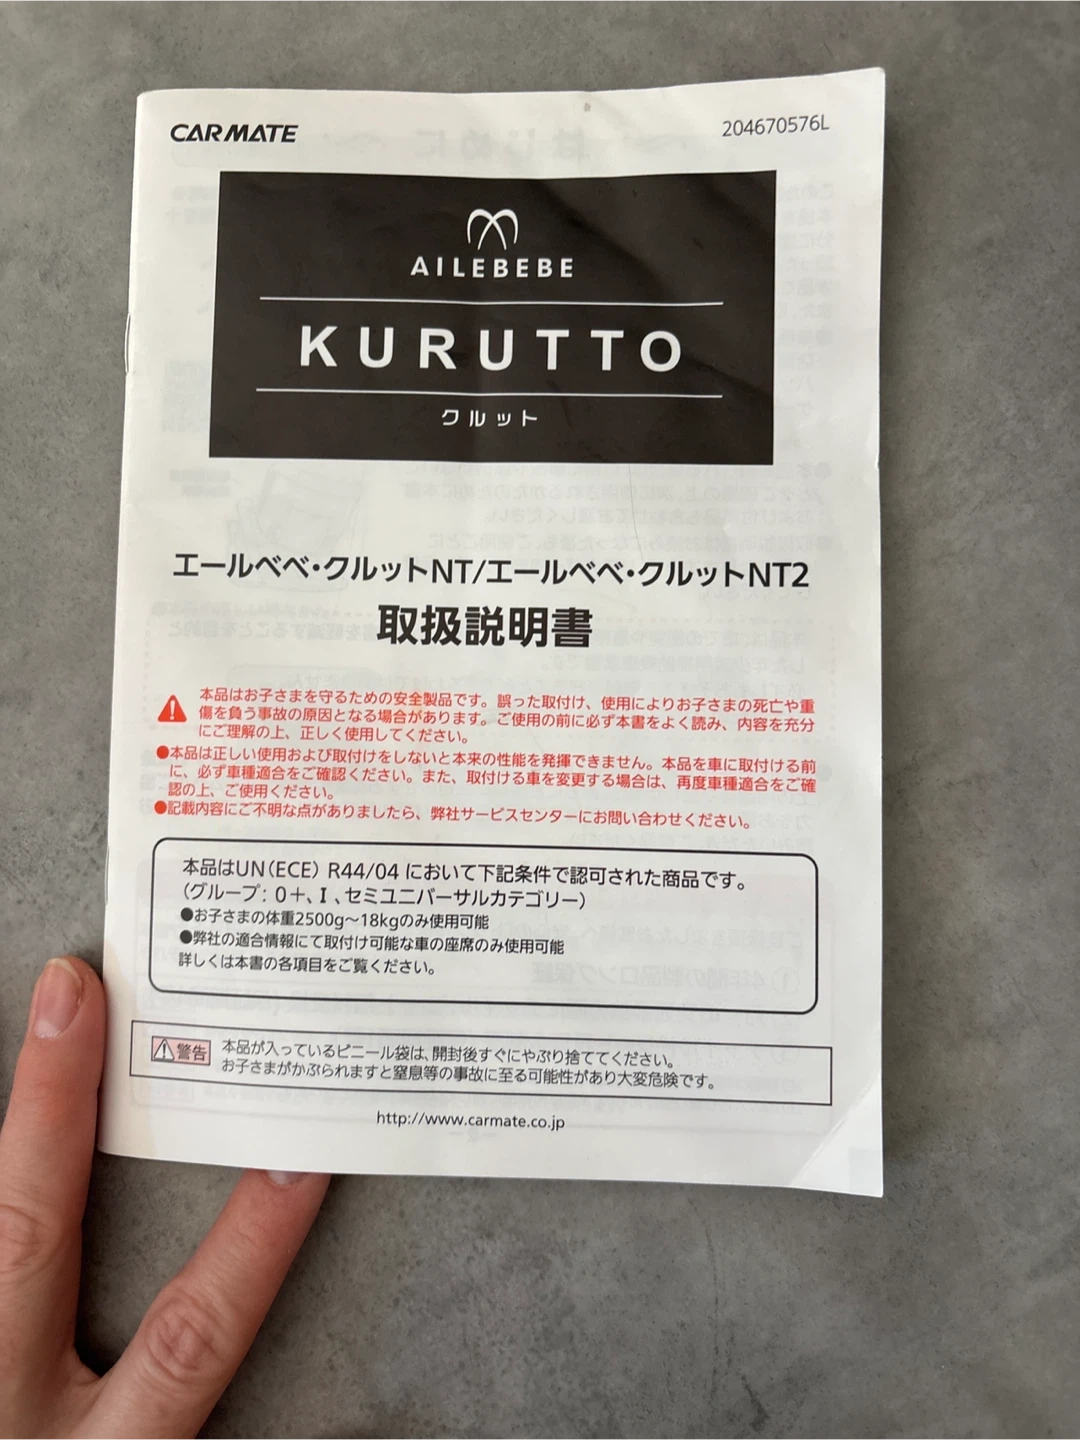 CARMATE
204670576L
AILEBEBE
KURUTTO
クルット
エールベベ・クルットNT/エールベベ・クルットNT2
取扱説明書
本品はお子さまを守るための安全製品です。誤った取付け、使用によりお子さまの死亡や重
傷を負う事故の原因となる場合があります。ご使用の前に必ず本書をよく読み、内容を充分
にご理解の上、正しく使用してください。
●本品は正しい使用および取付けをしないと本来の性能を発揮できません。本品を車に取付ける前
に、必ず車種適合をご確認ください。また、取付ける車を変更する場合は、再度車種適合をご確
認の上、ご使用ください。
●記載内容にご不明な点がありましたら、弊社サービスセンターにお問い合わせください。
本品はUN(ECE) R44/04 において下記条件で認可された商品です。
(グループ: 0+、I、セミユニバーサルカテゴリー)
●お子さまの体重2500g〜18kgのみ使用可能
●弊社の適合情報にて取付け可能な車の座席のみ使用可能
詳しくは本書の各項目をご覧ください。
警告 本品が入っているビニール袋は、開封後すぐにやぶり捨ててください。
お子さまがかぶられますと窒息等の事故に至る可能性があり大変危険です。
http://www.carmate.co.jp